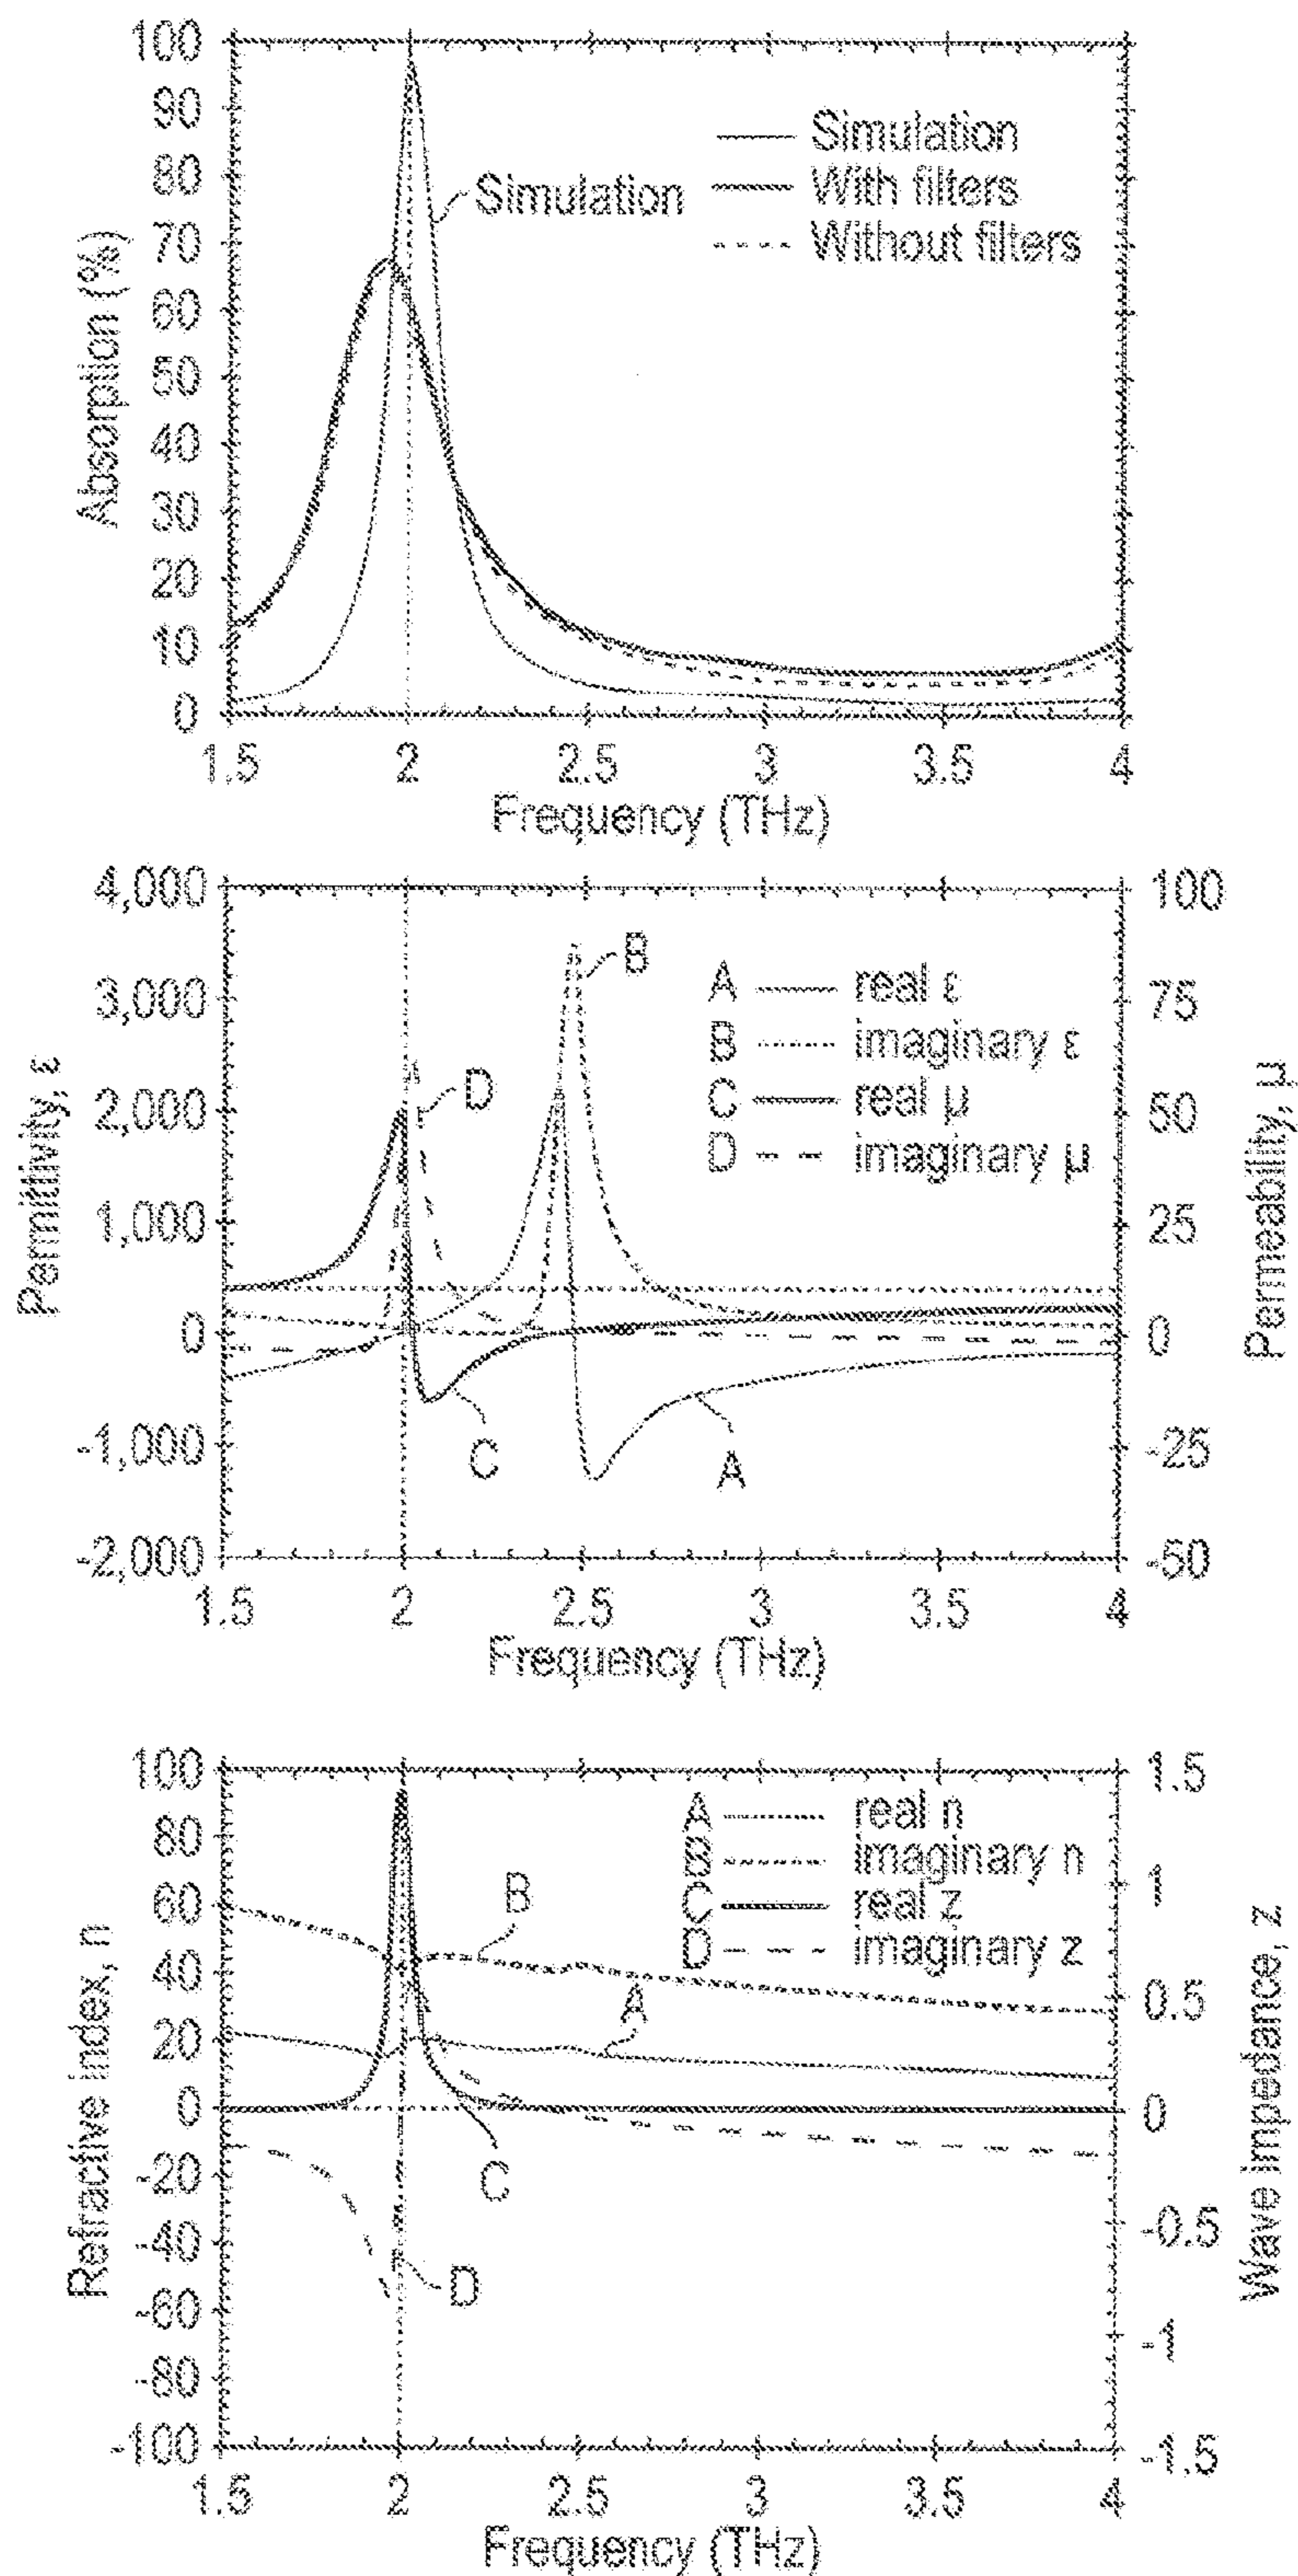 100
90
80
70
60
50
40
30
20
10
0
Absorption (%)
Simulation
Simulation
With filters
Without filters
1.5 2 2.5 3 3.5 4
Frequency (THz)
4,000
3,000
2,000
1,000
0
-1,000
-2,000
Permittivity, ε
B
D
C
A
A real ε
B imaginary ε
C real μ
D imaginary μ
100
75
50
25
0
-25
-50
Permeability, μ
1.5 2 2.5 3 3.5 4
Frequency (THz)
100
80
60
40
20
0
-20
-40
-60
-80
-100
Refractive index, n
B
A
C
D
A real n
B imaginary n
C real z
D imaginary z
1.5
1
0.5
0
-0.5
-1
-1.5
Wave impedance, z
1.5 2 2.5 3 3.5 4
Frequency (THz)